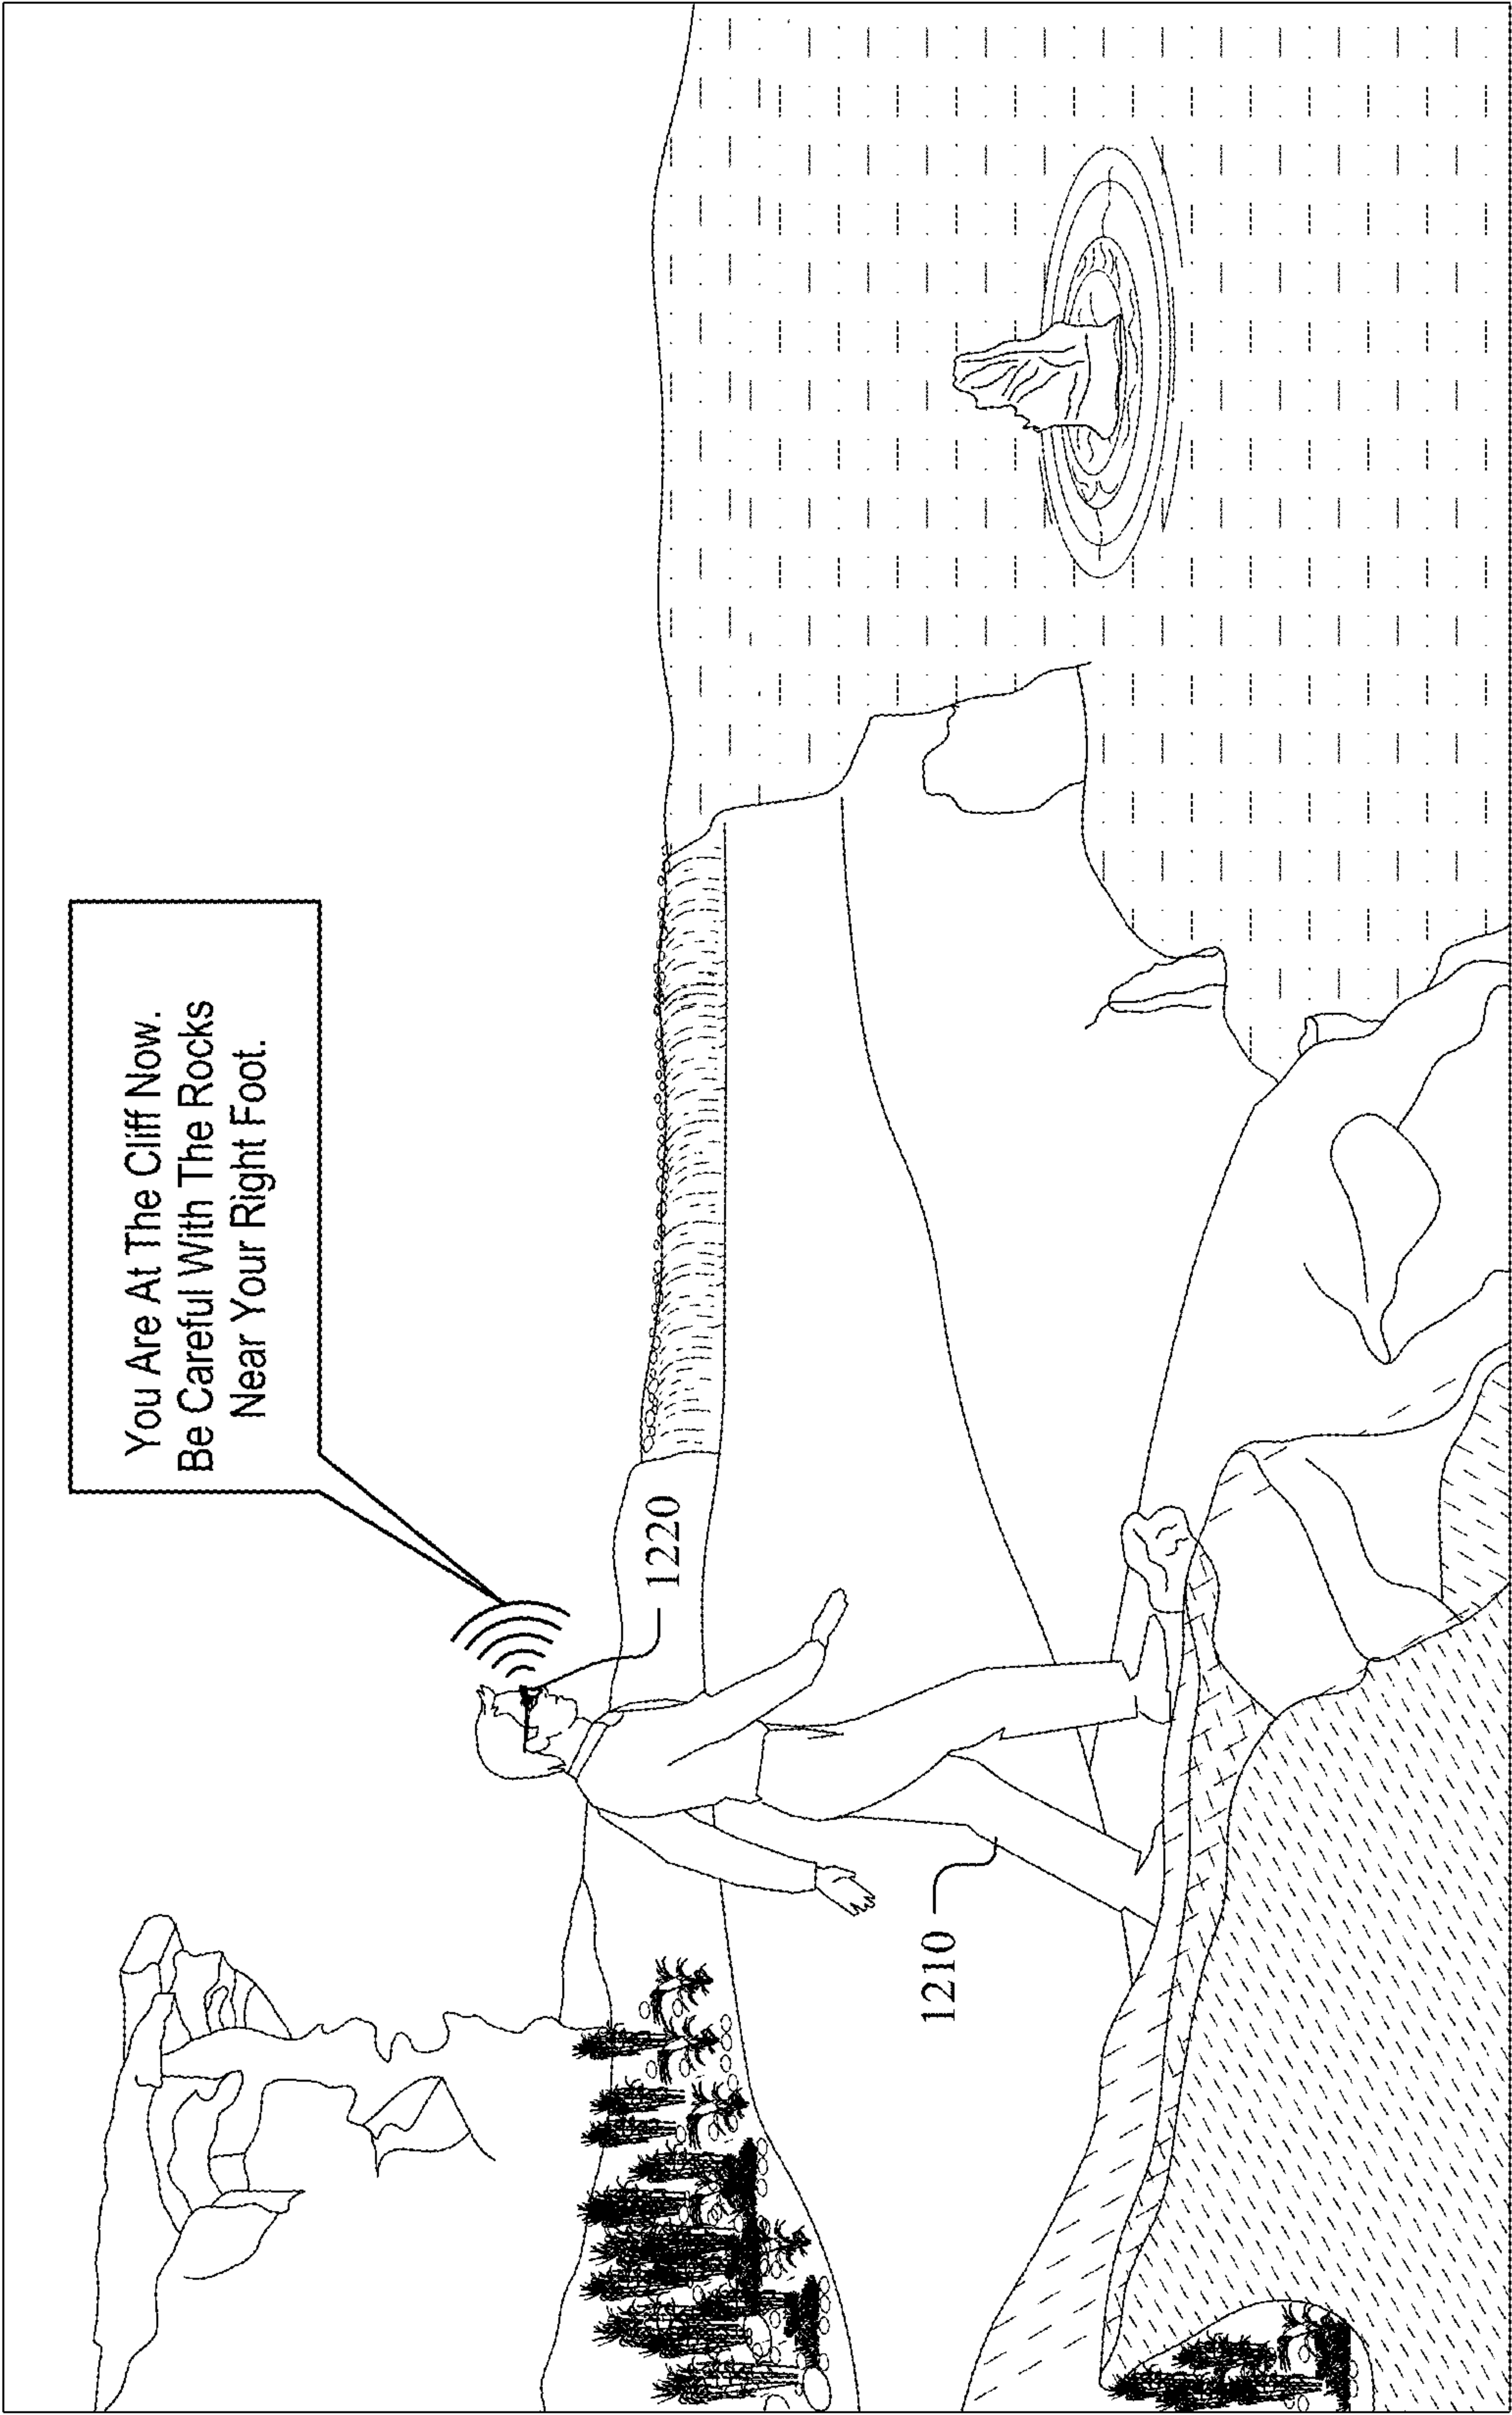 You Are At The Cliff Now.
Be Careful With The Rocks
Near Your Right Foot.
1220
1210